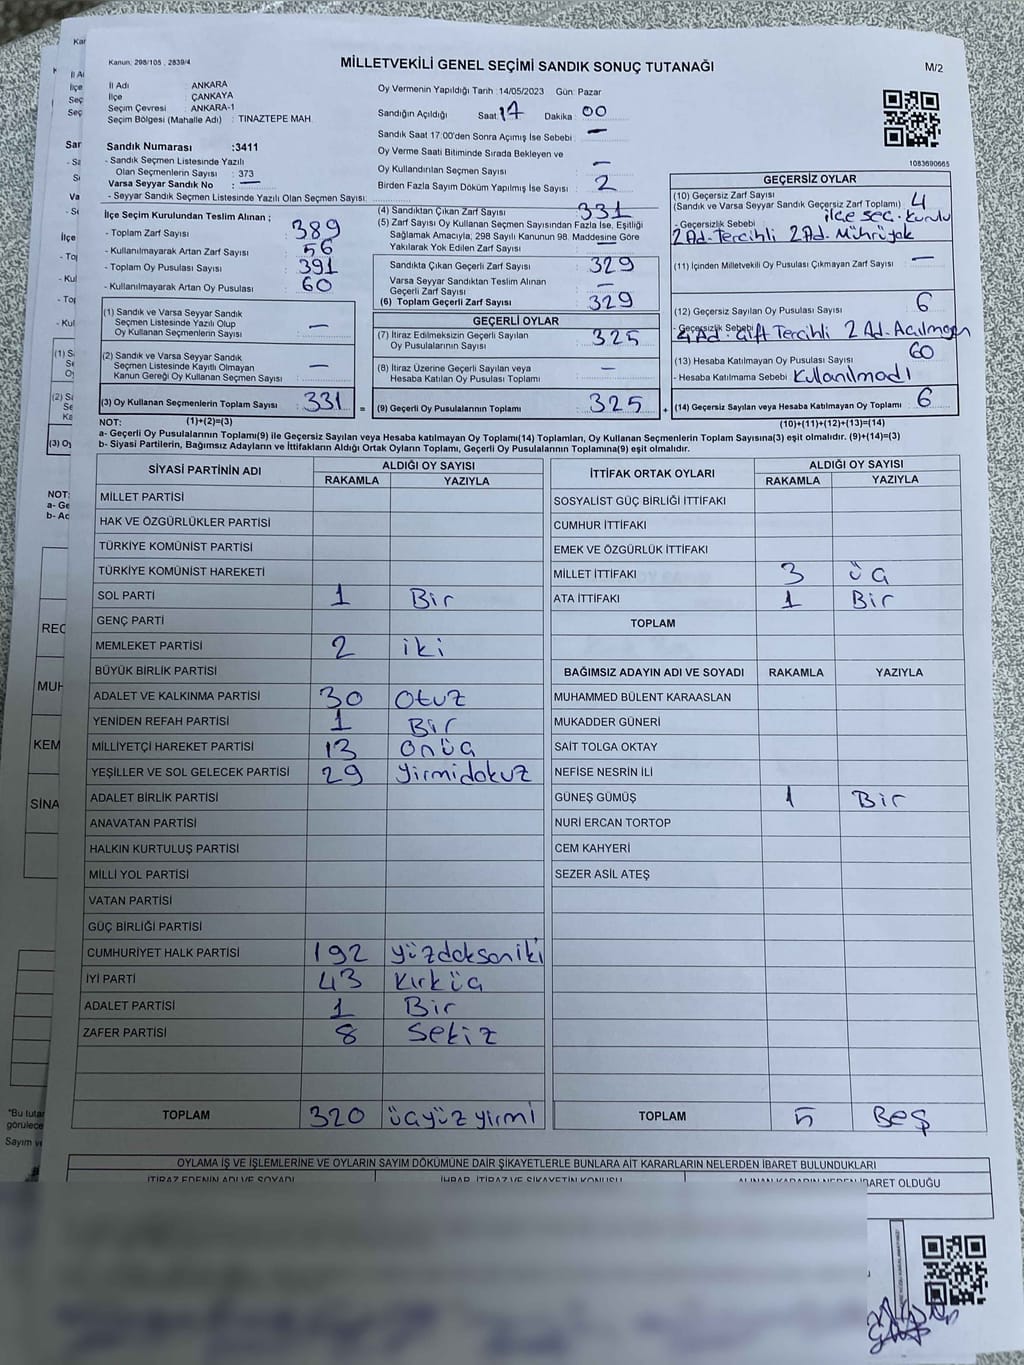 Kanun: 298/105 , 2839/4
MİLLETVEKİLİ GENEL SEÇİMİ SANDIK SONUÇ TUTANAĞI
M/2
İl Adı ANKARA
İlçe ÇANKAYA
Seçim Çevresi ANKARA-1
Seçim Bölgesi (Mahalle Adı) : TINAZTEPE MAH.
Oy Vermenin Yapıldığı Tarih :14/05/2023 Gün: Pazar
Sandığın Açıldığı Saat 17 Dakika : 00
Sandık Saat 17:00'den Sonra Açımış İse Sebebi : —
Oy Verme Saati Bitiminde Sırada Bekleyen ve
Oy Kullandırılan Seçmen Sayısı : —
Birden Fazla Sayım Döküm Yapılmış İse Sayısı : 2
1083690665
Sandık Numarası :3411
- Sandık Seçmen Listesinde Yazılı
Olan Seçmenlerin Sayısı : 373
Varsa Seyyar Sandık No : —
- Seyyar Sandık Seçmen Listesinde Yazılı Olan Seçmen Sayısı:
İlçe Seçim Kurulundan Teslim Alınan ;
- Toplam Zarf Sayısı : 389
- Kullanılmayarak Artan Zarf Sayısı : 56
- Toplam Oy Pusulası Sayısı : 391
- Kullanılmayarak Artan Oy Pusulası : 60
(4) Sandıktan Çıkan Zarf Sayısı : 331
(5) Zarf Sayısı Oy Kullanan Seçmen Sayısından Fazla İse, Eşitliği
Sağlamak Amacıyla; 298 Sayılı Kanunun 98. Maddesine Göre
Yakılarak Yok Edilen Zarf Sayısı : —
Sandıkta Çıkan Geçerli Zarf Sayısı : 329
Varsa Seyyar Sandıktan Teslim Alınan
Geçerli Zarf Sayısı : —
(6) Toplam Geçerli Zarf Sayısı : 329
GEÇERSİZ OYLAR
(10) Geçersiz Zarf Sayısı
(Sandık ve Varsa Seyyar Sandık Geçersiz Zarf Toplamı) : 4
- Geçersizlik Sebebi : ilçe seç. kurulu
2 Ad. Tercihli 2 Ad. Mühüryok
(11) İçinden Milletvekili Oy Pusulası Çıkmayan Zarf Sayısı : —
(12) Geçersiz Sayılan Oy Pusulası Sayısı : 6
- Geçersizlik Sebebi :
4 Ad. Çift Tercihli 2 Ad. Açılmayan
(13) Hesaba Katılmayan Oy Pusulası Sayısı : 60
- Hesaba Katılmama Sebebi : Kullanılmadı
(14) Geçersiz Sayılan veya Hesaba Katılmayan Oy Toplamı : 6
(1) Sandık ve Varsa Seyyar Sandık
Seçmen Listesinde Yazılı Olup
Oy Kullanan Seçmenlerin Sayısı : —
(2) Sandık ve Varsa Seyyar Sandık
Seçmen Listesinde Kayıtlı Olmayan
Kanun Gereği Oy Kullanan Seçmen Sayısı : —
(3) Oy Kullanan Seçmenlerin Toplam Sayısı : 331 =
GEÇERLİ OYLAR
(7) İtiraz Edilmeksizin Geçerli Sayılan
Oy Pusulalarının Sayısı : 325
(8) İtiraz Üzerine Geçerli Sayılan veya
Hesaba Katılan Oy Pusulası Toplamı : —
(9) Geçerli Oy Pusulalarının Toplamı : 325 +
NOT: (1)+(2)=(3)
(10)+(11)+(12)+(13)=(14)
a- Geçerli Oy Pusulalarının Toplamı(9) ile Geçersiz Sayılan veya Hesaba katılmayan Oy Toplamı(14) Toplamları, Oy Kullanan Seçmenlerin Toplam Sayısına(3) eşit olmalıdır. (9)+(14)=(3)
b- Siyasi Partilerin, Bağımsız Adayların ve İttifakların Aldığı Ortak Oyların Toplamı, Geçerli Oy Pusulalarının Toplamına(9) eşit olmalıdır.
SİYASİ PARTİNİN ADI ALDIĞI OY SAYISI
RAKAMLA YAZIYLA
MİLLET PARTİSİ
HAK VE ÖZGÜRLÜKLER PARTİSİ
TÜRKİYE KOMÜNİST PARTİSİ
TÜRKİYE KOMÜNİST HAREKETİ
SOL PARTİ 1 Bir
GENÇ PARTİ
MEMLEKET PARTİSİ 2 iki
BÜYÜK BİRLİK PARTİSİ
ADALET VE KALKINMA PARTİSİ 30 Otuz
YENİDEN REFAH PARTİSİ 1 Bir
MİLLİYETÇİ HAREKET PARTİSİ 13 onüç
YEŞİLLER VE SOL GELECEK PARTİSİ 29 yirmidokuz
ADALET BİRLİK PARTİSİ
ANAVATAN PARTİSİ
HALKIN KURTULUŞ PARTİSİ
MİLLİ YOL PARTİSİ
VATAN PARTİSİ
GÜÇ BİRLİĞİ PARTİSİ
CUMHURİYET HALK PARTİSİ 192 yüzdoksaniki
İYİ PARTİ 43 kırküç
ADALET PARTİSİ 1 Bir
ZAFER PARTİSİ 8 Sekiz
TOPLAM 320 üçyüzyirmi
İTTİFAK ORTAK OYLARI ALDIĞI OY SAYISI
RAKAMLA YAZIYLA
SOSYALİST GÜÇ BİRLİĞİ İTTİFAKI
CUMHUR İTTİFAKI
EMEK VE ÖZGÜRLÜK İTTİFAKI
MİLLET İTTİFAKI 3 üç
ATA İTTİFAKI 1 Bir
TOPLAM
BAĞIMSIZ ADAYIN ADI VE SOYADI RAKAMLA YAZIYLA
MUHAMMED BÜLENT KARAASLAN
MUKADDER GÜNERİ
SAİT TOLGA OKTAY
NEFİSE NESRİN İLİ
GÜNEŞ GÜMÜŞ 1 Bir
NURİ ERCAN TORTOP
CEM KAHYERİ
SEZER ASİL ATEŞ
TOPLAM 5 Beş
OYLAMA İŞ VE İŞLEMLERİNE VE OYLARIN SAYIM DÖKÜMÜNE DAİR ŞİKAYETLERLE BUNLARA AİT KARARLARIN NELERDEN İBARET BULUNDUKLARI
İTİRAZ EDENİN ADI VE SOYADI İHBAR, İTİRAZ VE ŞİKAYETİN KONUSU ALINAN KARARIN NEDEN İBARET OLDUĞU